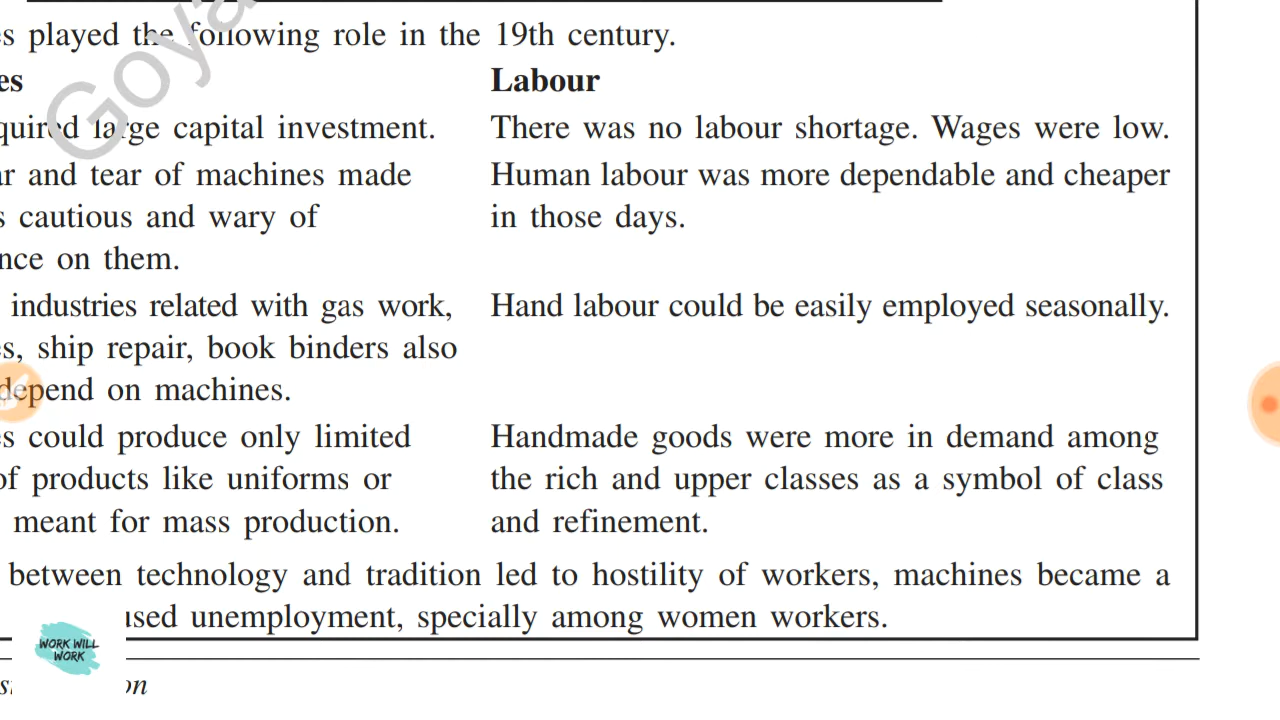 es played the following role in the 19th century.
es Labour
quired large capital investment. There was no labour shortage. Wages were low.
ar and tear of machines made Human labour was more dependable and cheaper
s cautious and wary of in those days.
nce on them.
industries related with gas work, Hand labour could be easily employed seasonally.
es, ship repair, book binders also
depend on machines.
es could produce only limited Handmade goods were more in demand among
of products like uniforms or the rich and upper classes as a symbol of class
meant for mass production. and refinement.
between technology and tradition led to hostility of workers, machines became a
used unemployment, specially among women workers.
WORK WILL
WORK
on
Goya